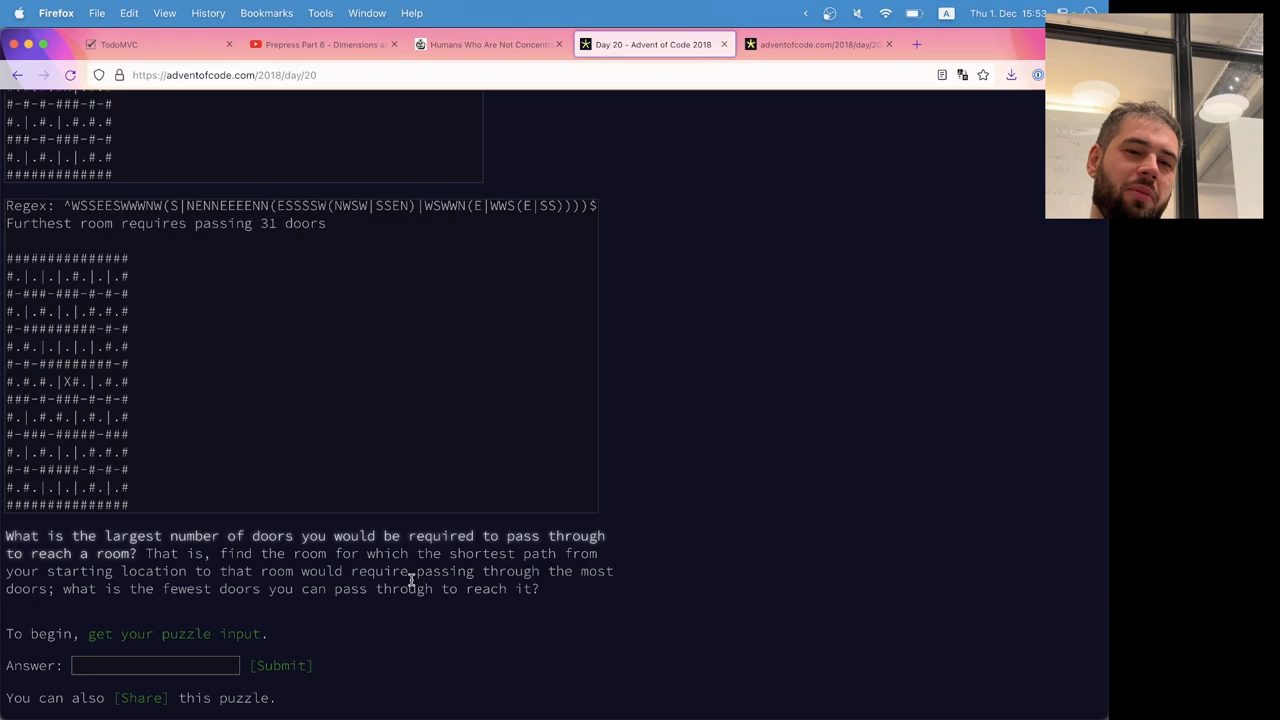 Firefox File Edit View History Bookmarks Tools Window Help A Thu 1. Dec 15:53
TodoMVC
Prepress Part 6 - Dimensions a
Humans Who Are Not Concent
Day 20 - Advent of Code 2018
adventofcode.com/2018/day/20
https://adventofcode.com/2018/day/20
#-#-#-###-#-#
#.|.#.|.#.#.#
###-#-###-#-#
#.|.#.|.|.#.#
#############
Regex: ^WSSEESWWWNW(S|NENNEEEENN(ESSSSW(NWSW|SSEN)|WSWWN(E|WWS(E|SS))))$
Furthest room requires passing 31 doors
###############
#.|.|.|.#.|.|.#
#-###-###-#-#-#
#.|.#.|.|.#.#.#
#-#########-#-#
#.#.|.|.|.|.#.#
#-#-#########-#
#.#.#.|X#.|.#.#
###-#-###-#-#-#
#.|.#.#.|.#.|.#
#-###-#####-###
#.|.#.|.|.#.#.#
#-#-#####-#-#-#
#.#.|.|.|.#.|.#
###############
What is the largest number of doors you would be required to pass through
to reach a room? That is, find the room for which the shortest path from
your starting location to that room would require passing through the most
doors; what is the fewest doors you can pass through to reach it?
To begin, get your puzzle input.
Answer: [Submit]
You can also [Share] this puzzle.